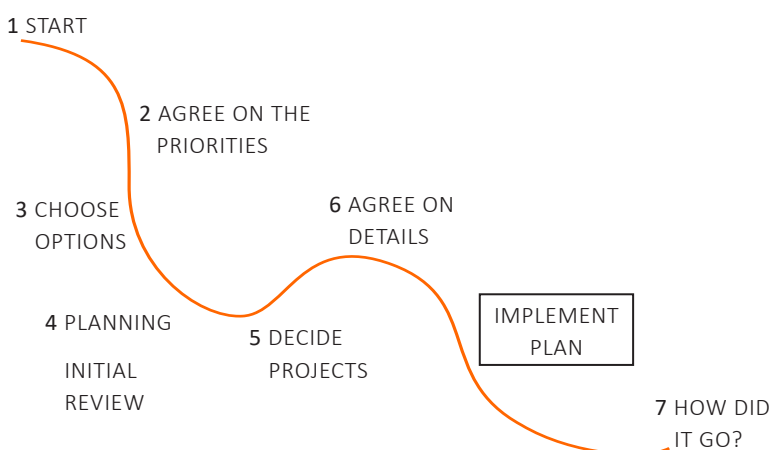 1 START
2 AGREE ON THE
PRIORITIES
3 CHOOSE
OPTIONS
4 PLANNING
INITIAL
REVIEW
5 DECIDE
PROJECTS
6 AGREE ON
DETAILS
IMPLEMENT
PLAN
7 HOW DID
IT GO?